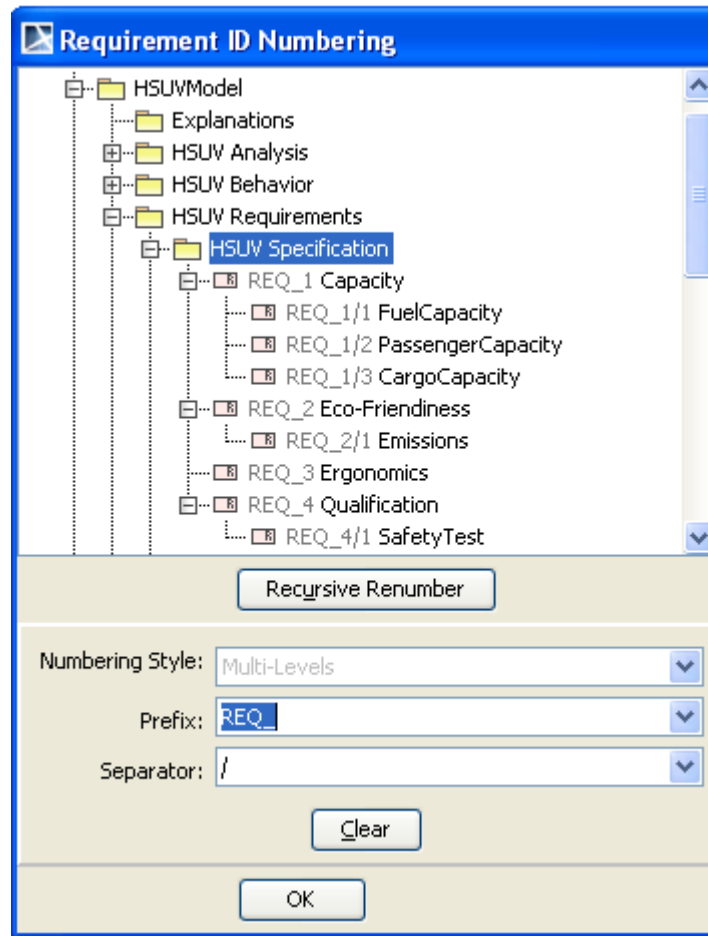 Requirement ID Numbering
HSUVModel
Explanations
HSUV Analysis
HSUV Behavior
HSUV Requirements
HSUV Specification
REQ_1 Capacity
REQ_1/1 FuelCapacity
REQ_1/2 PassengerCapacity
REQ_1/3 CargoCapacity
REQ_2 Eco-Friendiness
REQ_2/1 Emissions
REQ_3 Ergonomics
REQ_4 Qualification
REQ_4/1 SafetyTest
Recursive Renumber
Numbering Style: Multi-Levels
Prefix: REQ_
Separator: /
Clear
OK